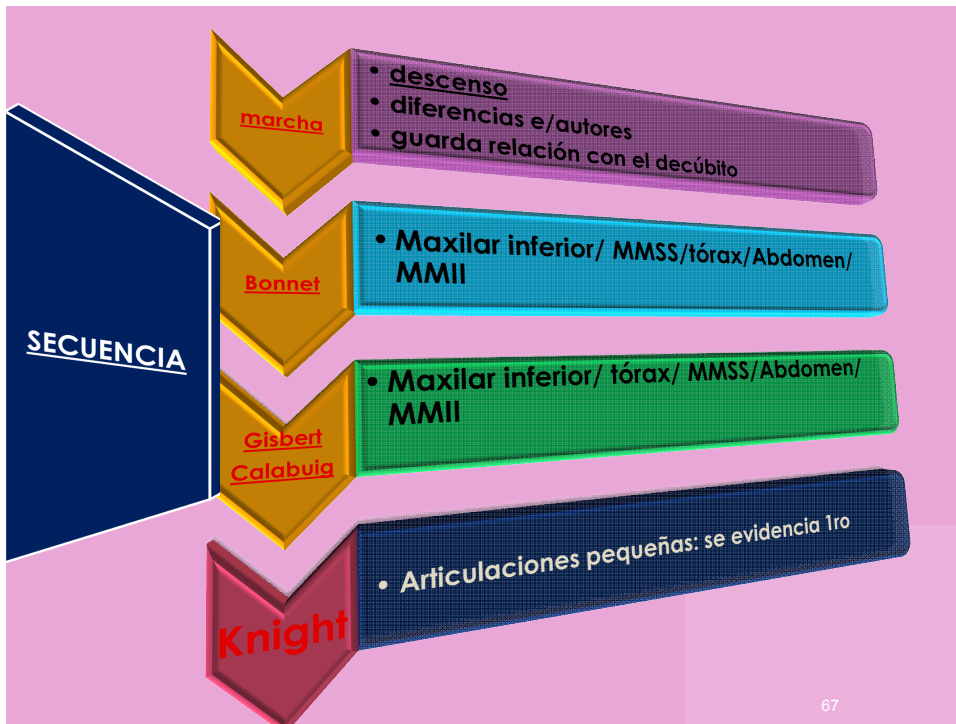 SECUENCIA
marcha
• descenso
• diferencias e/autores
• guarda relación con el decúbito
Bonnet
• Maxilar inferior/ MMSS/tórax/Abdomen/
MMII
Gisbert
Calabuig
• Maxilar inferior/ tórax/ MMSS/Abdomen/
MMII
Knight
• Articulaciones pequeñas: se evidencia 1ro
67